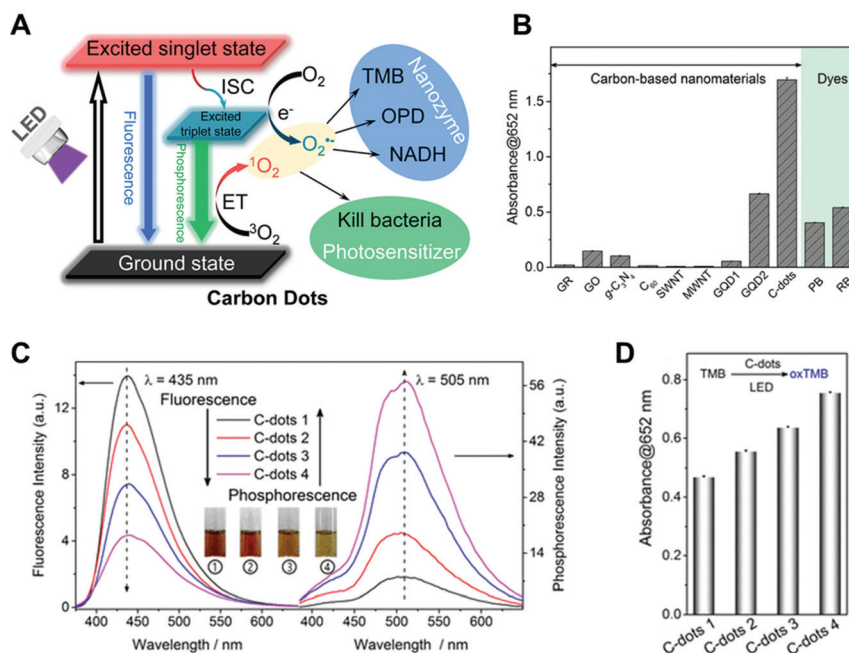 A
Excited singlet state
ISC
Excited
triplet state
O₂
e⁻
O₂•⁻
TMB
OPD
NADH
Nanozyme
LED
Fluorescence
Phosphorescence
¹O₂
ET
³O₂
Kill bacteria
Photosensitizer
Ground state
Carbon Dots
B
Absorbance@652 nm
1.5
1.0
0.5
0.0
Carbon-based nanomaterials
Dyes
GR
GO
g-C₃N₄
C₆₀
SWNT
MWNT
GQD1
GQD2
C-dots
PB
RB
C
Fluorescence Intensity (a.u.)
12
8
4
0
λ = 435 nm
λ = 505 nm
Fluorescence
C-dots 1
C-dots 2
C-dots 3
C-dots 4
Phosphorescence
① ② ③ ④
56
42
28
14
0
Phosphorescence Intensity (a.u.)
400 450 500 550 600
400 450 500 550 600
Wavelength / nm
Wavelength / nm
D
Absorbance@652 nm
0.8
0.6
0.4
0.2
0.0
C-dots
TMB oxTMB
LED
C-dots 1
C-dots 2
C-dots 3
C-dots 4